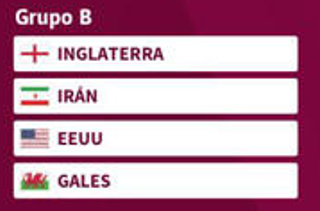 Grupo B
INGLATERRA
IRÁN
EEUU
GALES